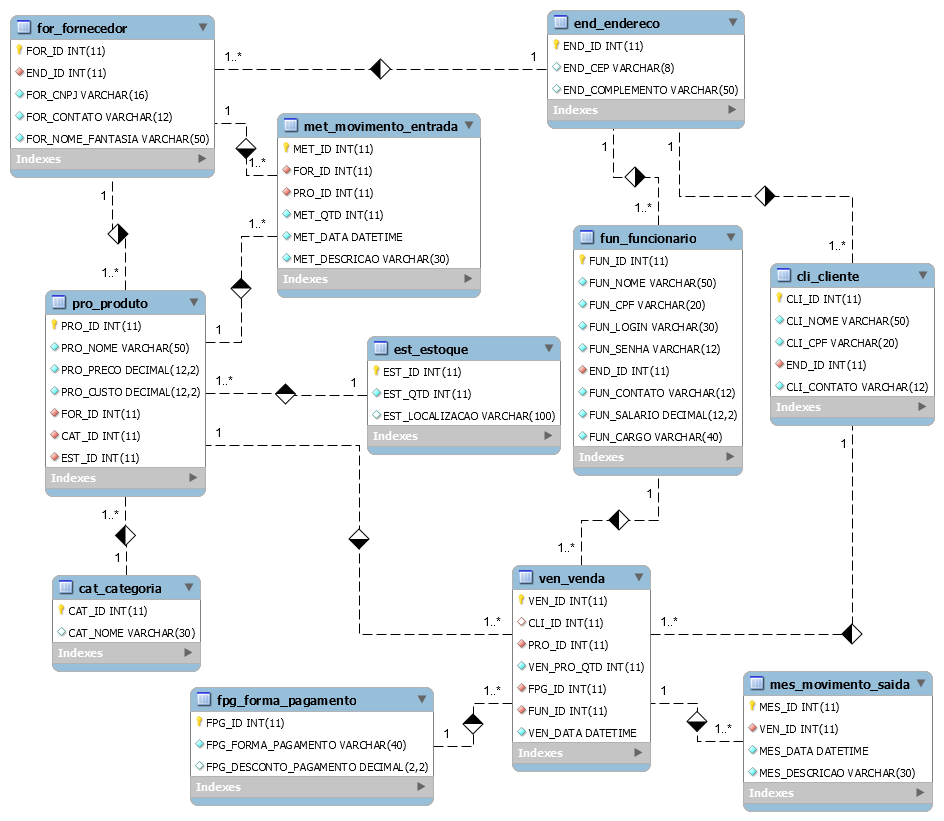 for_fornecedor
FOR_ID INT(11)
END_ID INT(11)
FOR_CNPJ VARCHAR(16)
FOR_CONTATO VARCHAR(12)
FOR_NOME_FANTASIA VARCHAR(50)
Indexes
1..*
1
end_endereco
END_ID INT(11)
END_CEP VARCHAR(8)
END_COMPLEMENTO VARCHAR(50)
Indexes
1
1..*
met_movimento_entrada
MET_ID INT(11)
FOR_ID INT(11)
PRO_ID INT(11)
MET_QTD INT(11)
MET_DATA DATETIME
MET_DESCRICAO VARCHAR(30)
Indexes
1
1..*
1
1..*
1
1..*
fun_funcionario
FUN_ID INT(11)
FUN_NOME VARCHAR(50)
FUN_CPF VARCHAR(20)
FUN_LOGIN VARCHAR(30)
FUN_SENHA VARCHAR(12)
END_ID INT(11)
FUN_CONTATO VARCHAR(12)
FUN_SALARIO DECIMAL(12,2)
FUN_CARGO VARCHAR(40)
Indexes
cli_cliente
CLI_ID INT(11)
CLI_NOME VARCHAR(50)
CLI_CPF VARCHAR(20)
END_ID INT(11)
CLI_CONTATO VARCHAR(12)
Indexes
pro_produto
PRO_ID INT(11)
PRO_NOME VARCHAR(50)
PRO_PRECO DECIMAL(12,2)
PRO_CUSTO DECIMAL(12,2)
FOR_ID INT(11)
CAT_ID INT(11)
EST_ID INT(11)
Indexes
1..*
1
1..*
1
est_estoque
EST_ID INT(11)
EST_QTD INT(11)
EST_LOCALIZACAO VARCHAR(100)
Indexes
1
1..*
1..*
1
cat_categoria
CAT_ID INT(11)
CAT_NOME VARCHAR(30)
Indexes
1
1..*
1
1..*
ven_venda
VEN_ID INT(11)
CLI_ID INT(11)
PRO_ID INT(11)
VEN_PRO_QTD INT(11)
FPG_ID INT(11)
FUN_ID INT(11)
VEN_DATA DATETIME
Indexes
fpg_forma_pagamento
FPG_ID INT(11)
FPG_FORMA_PAGAMENTO VARCHAR(40)
FPG_DESCONTO_PAGAMENTO DECIMAL(2,2)
Indexes
1..*
1
1
1..*
mes_movimento_saida
MES_ID INT(11)
VEN_ID INT(11)
MES_DATA DATETIME
MES_DESCRICAO VARCHAR(30)
Indexes